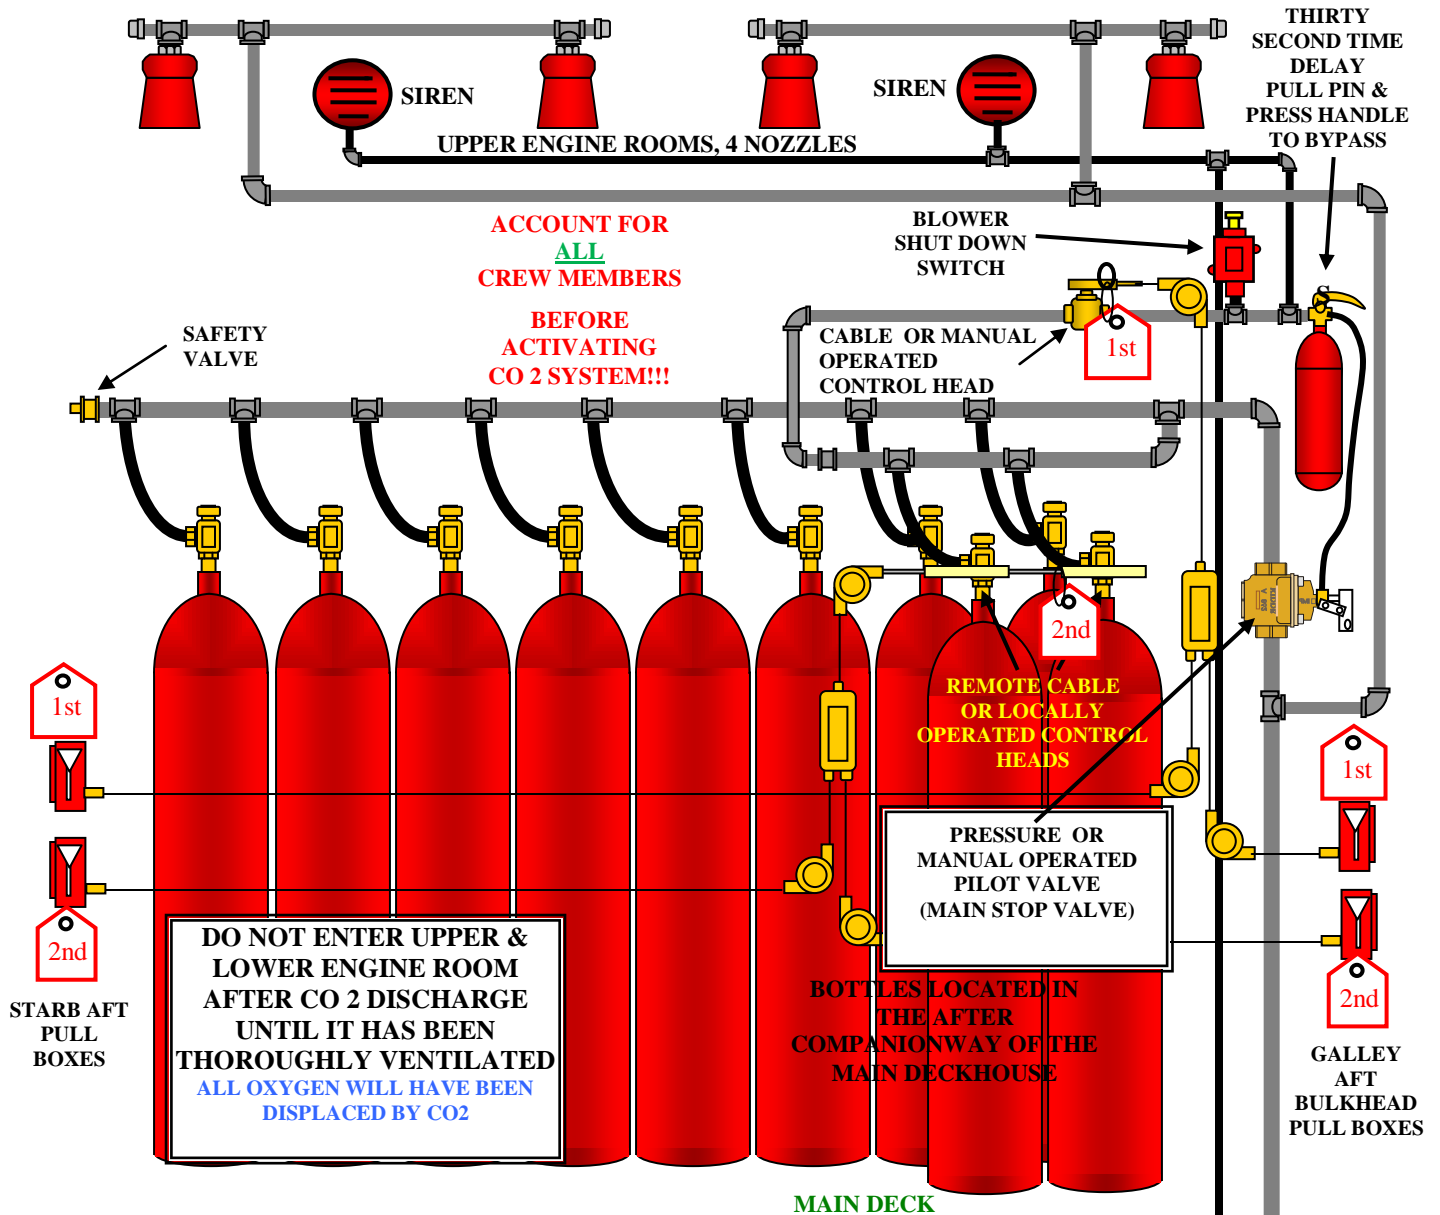 THIRTY
SECOND TIME
DELAY
PULL PIN &
PRESS HANDLE
TO BYPASS
SIREN
SIREN
UPPER ENGINE ROOMS, 4 NOZZLES
ACCOUNT FOR
ALL
CREW MEMBERS
BEFORE
ACTIVATING
CO 2 SYSTEM!!!
BLOWER
SHUT DOWN
SWITCH
S
SAFETY
VALVE
CABLE OR MANUAL
OPERATED
CONTROL HEAD
1st
2nd
REMOTE CABLE
OR LOCALLY
OPERATED CONTROL
HEADS
1st
2nd
STARB AFT
PULL
BOXES
1st
2nd
GALLEY
AFT
BULKHEAD
PULL BOXES
PRESSURE OR
MANUAL OPERATED
PILOT VALVE
(MAIN STOP VALVE)
DO NOT ENTER UPPER &
LOWER ENGINE ROOM
AFTER CO 2 DISCHARGE
UNTIL IT HAS BEEN
THOROUGHLY VENTILATED
ALL OXYGEN WILL HAVE BEEN
DISPLACED BY CO2
BOTTLES LOCATED IN
THE AFTER
COMPANIONWAY OF THE
MAIN DECKHOUSE
MAIN DECK